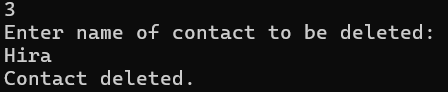 3
Enter name of contact to be deleted:
Hira
Contact deleted.